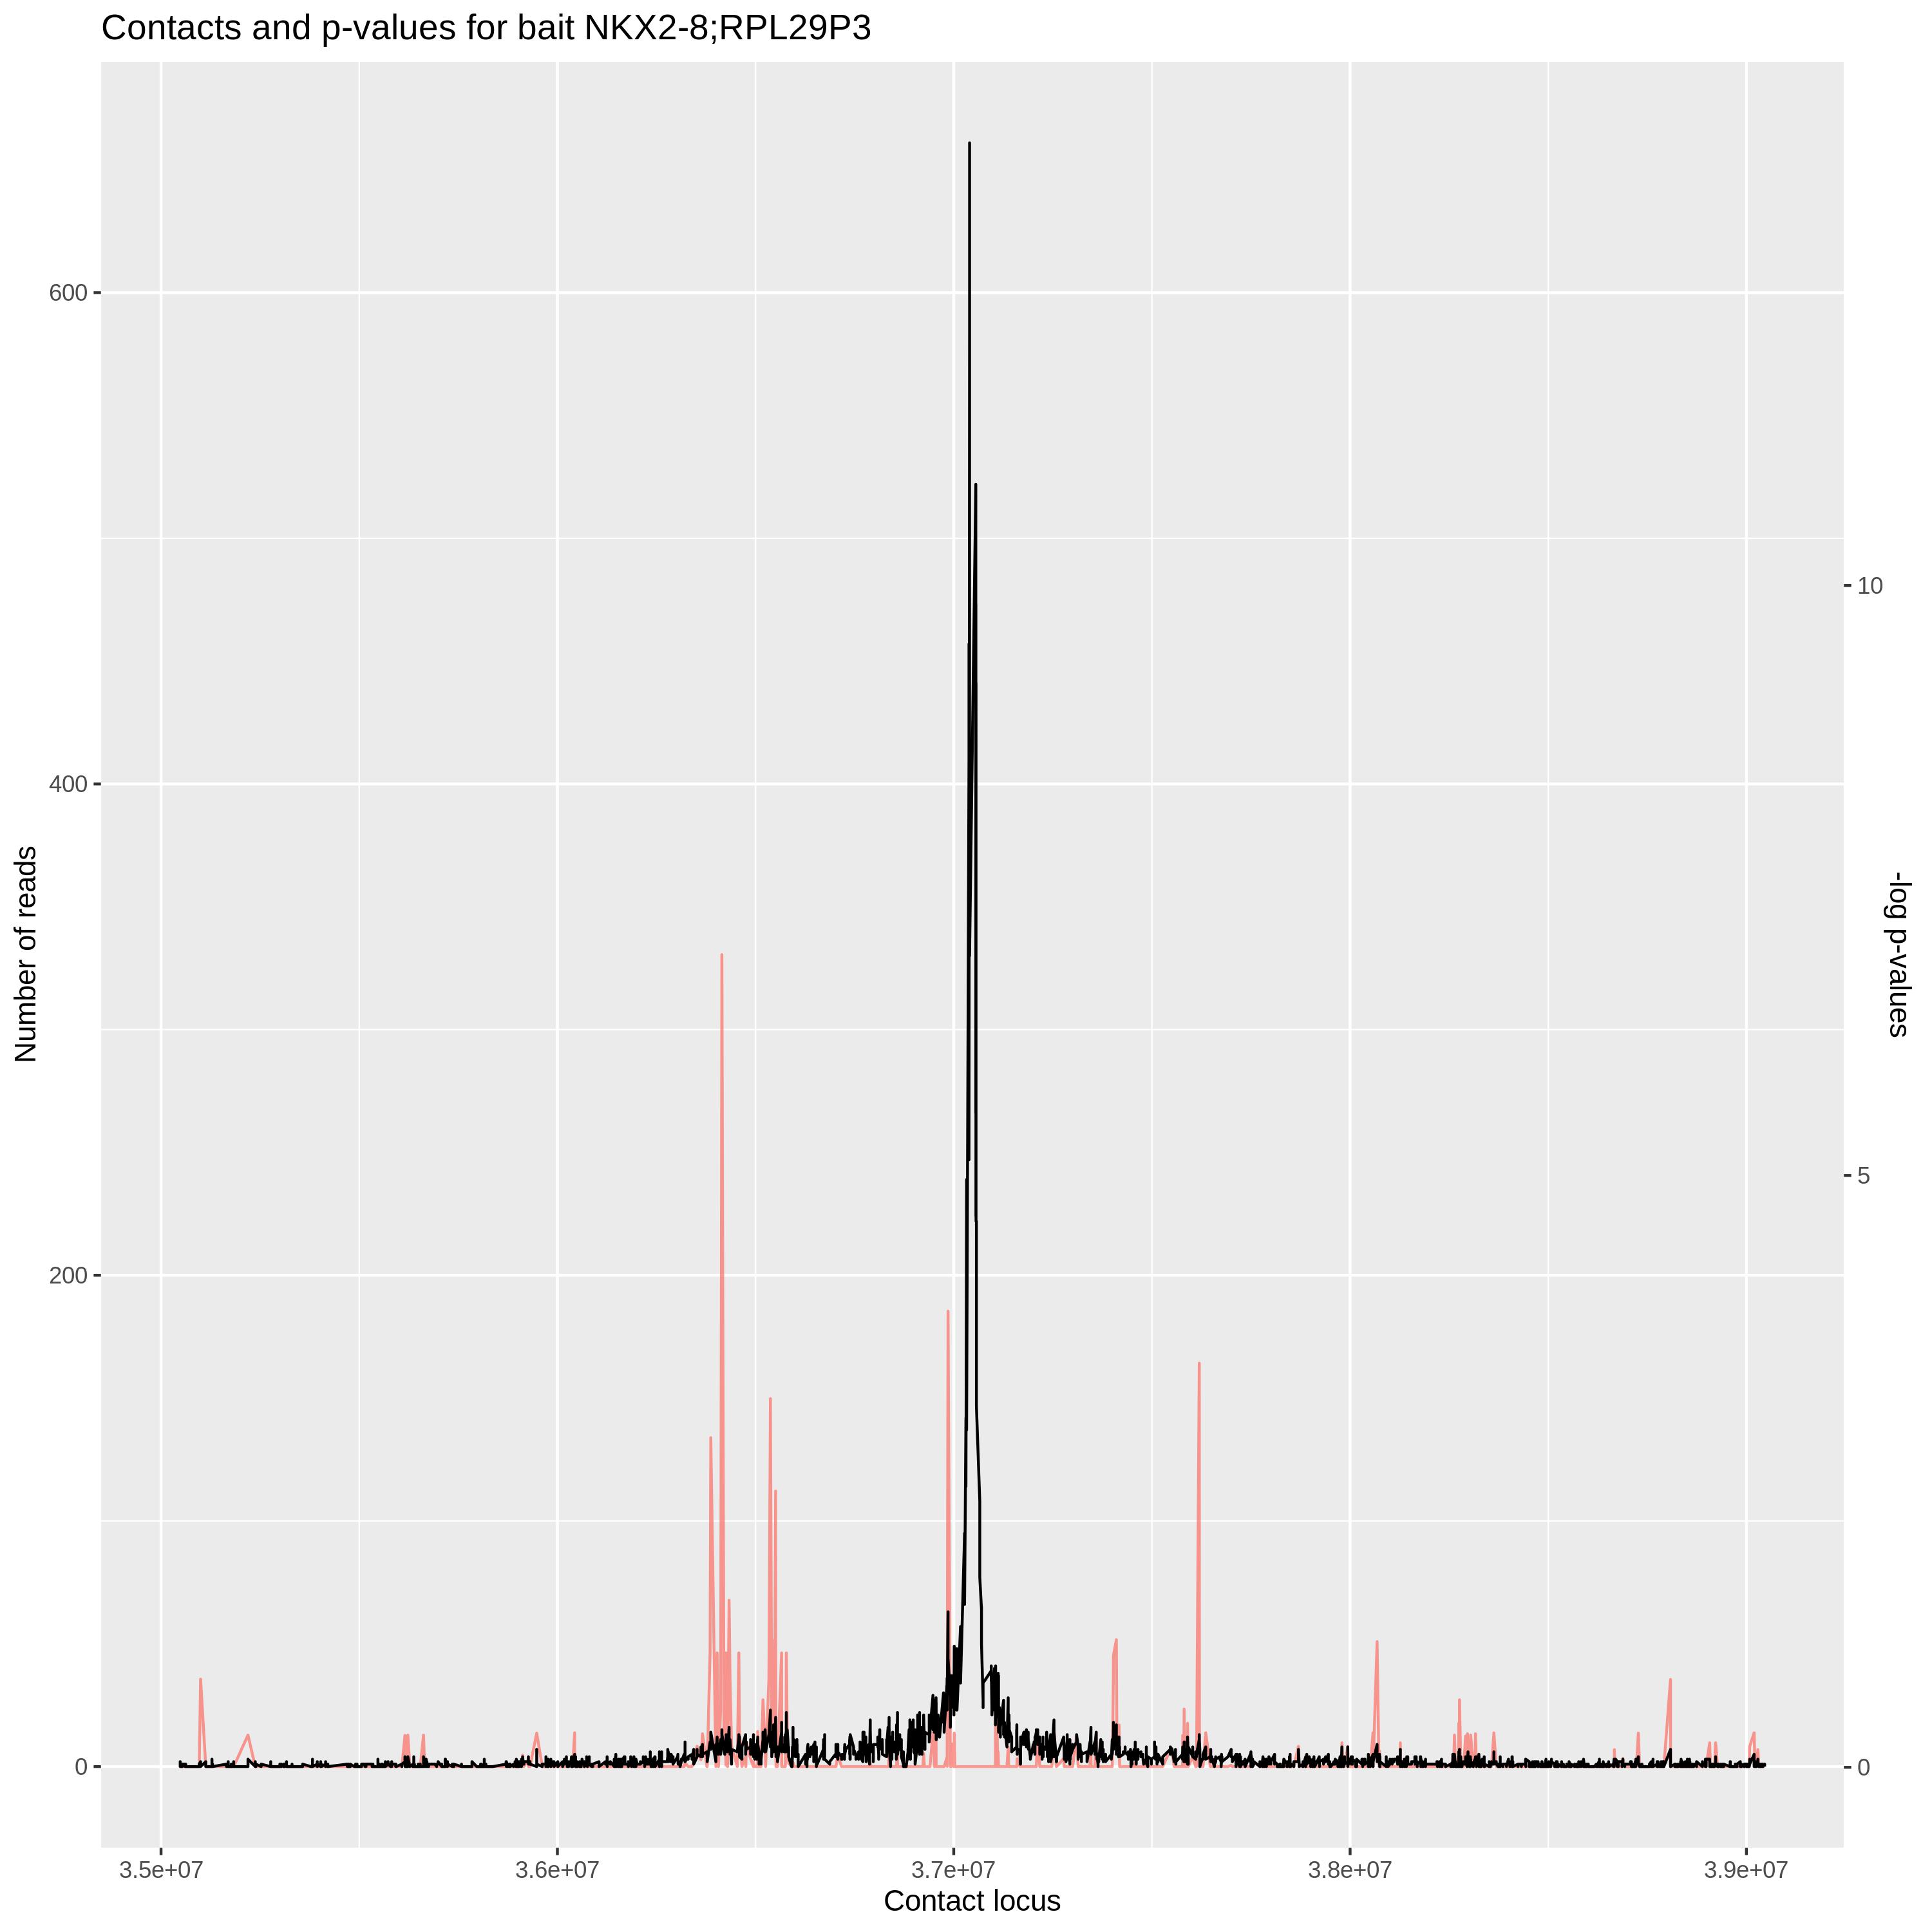 Contacts and p-values for bait NKX2-8;RPL29P3
600
400
200
0
Number of reads
10
5
0
-log p-values
3.5e+07
3.6e+07
3.7e+07
3.8e+07
3.9e+07
Contact locus